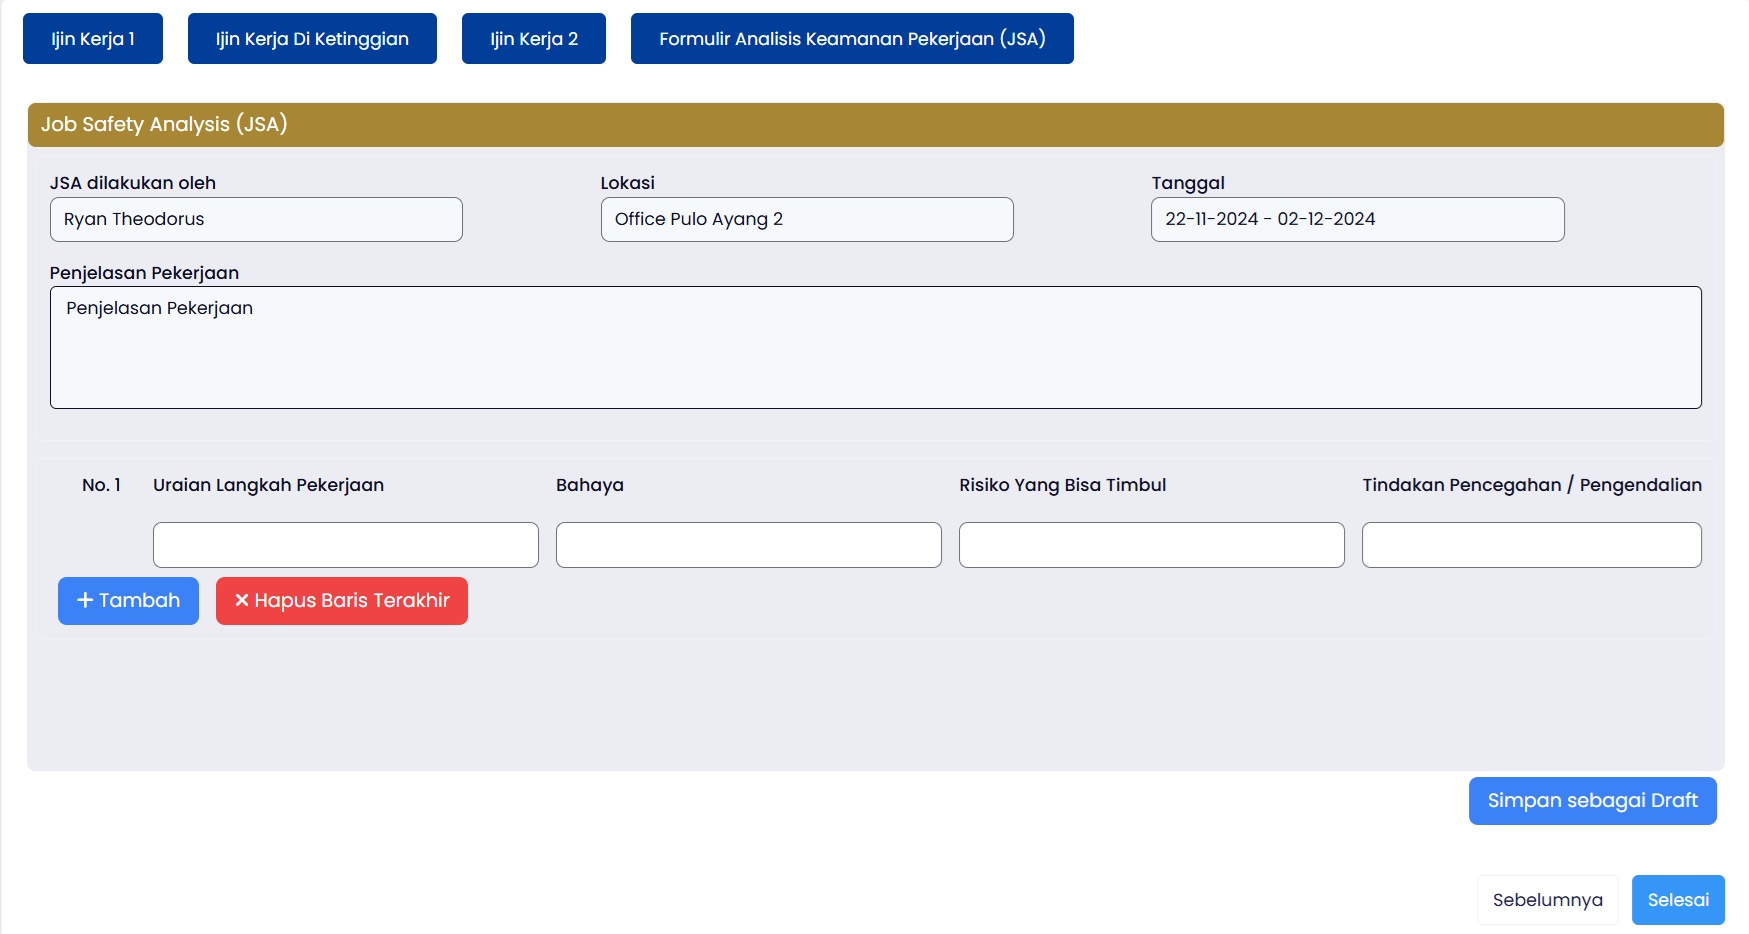 Ijin Kerja 1
Ijin Kerja Di Ketinggian
Ijin Kerja 2
Formulir Analisis Keamanan Pekerjaan (JSA)
Job Safety Analysis (JSA)
JSA dilakukan oleh
Ryan Theodorus
Lokasi
Office Pulo Ayang 2
Tanggal
22-11-2024 - 02-12-2024
Penjelasan Pekerjaan
Penjelasan Pekerjaan
No. 1
Uraian Langkah Pekerjaan
Bahaya
Risiko Yang Bisa Timbul
Tindakan Pencegahan / Pengendalian
+ Tambah
× Hapus Baris Terakhir
Simpan sebagai Draft
Sebelumnya
Selesai